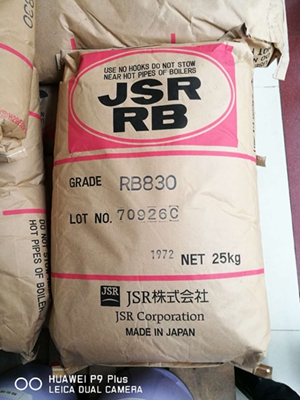 USE NO HOOKS DO NOT STOW
NEAR HOT PIPES OF BOILERS
JSR
RB
GRADE RB830
LOT NO. 70926C
1972 NET 25kg
JSR JSR株式会社
JSR Corporation
MADE IN JAPAN
HUAWEI P9 Plus
LEICA DUAL CAMERA